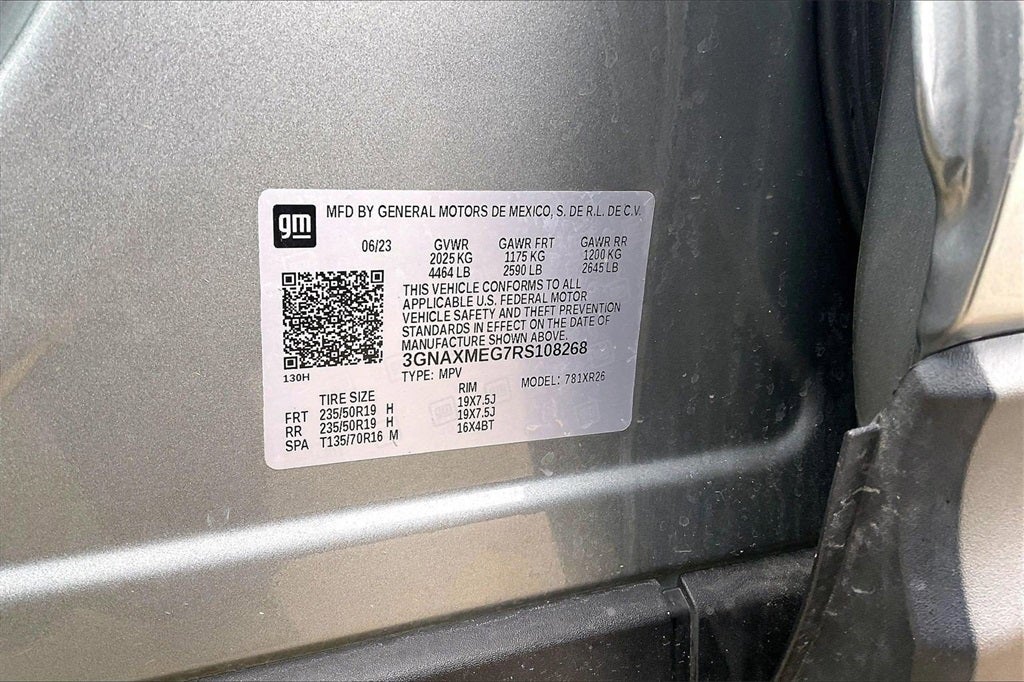 gm MFD BY GENERAL MOTORS DE MEXICO, S. DE R.L. DE C.V.
06/23 GVWR GAWR FRT GAWR RR
2025 KG 1175 KG 1200 KG
4464 LB 2590 LB 2645 LB
THIS VEHICLE CONFORMS TO ALL
APPLICABLE U.S. FEDERAL MOTOR
VEHICLE SAFETY AND THEFT PREVENTION
STANDARDS IN EFFECT ON THE DATE OF
MANUFACTURE SHOWN ABOVE.
3GNAXMEG7RS108268
130H
TYPE: MPV MODEL: 781XR26
TIRE SIZE RIM
FRT 235/50R19 H 19X7.5J
RR 235/50R19 H 19X7.5J
SPA T135/70R16 M 16X4BT